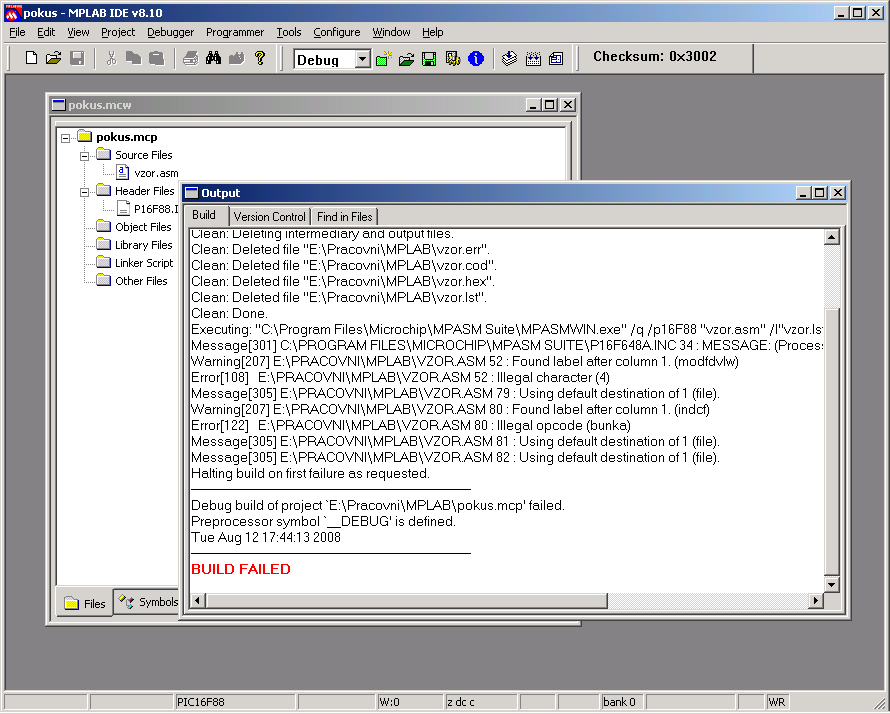 pokus - MPLAB IDE v8.10
File Edit View Project Debugger Programmer Tools Configure Window Help
Debug
Checksum: 0x3002
pokus.mcw
pokus.mcp
Source Files
vzor.asm
Header Files
P16F88.I
Object Files
Library Files
Linker Script
Other Files
Files
Symbols
Output
Build Version Control Find in Files
Clean: Deleting intermediary and output files.
Clean: Deleted file "E:\Pracovni\MPLAB\vzor.err".
Clean: Deleted file "E:\Pracovni\MPLAB\vzor.cod".
Clean: Deleted file "E:\Pracovni\MPLAB\vzor.hex".
Clean: Deleted file "E:\Pracovni\MPLAB\vzor.lst".
Clean: Done.
Executing: "C:\Program Files\Microchip\MPASM Suite\MPASMWIN.exe" /q /p16F88 "vzor.asm" /l"vzor.ls
Message[301] C:\PROGRAM FILES\MICROCHIP\MPASM SUITE\P16F648A.INC 34 : MESSAGE: (Process
Warning[207] E:\PRACOVNI\MPLAB\VZOR.ASM 52 : Found label after column 1. (modfdvlw)
Error[108] E:\PRACOVNI\MPLAB\VZOR.ASM 52 : Illegal character (4)
Message[305] E:\PRACOVNI\MPLAB\VZOR.ASM 79 : Using default destination of 1 (file).
Warning[207] E:\PRACOVNI\MPLAB\VZOR.ASM 80 : Found label after column 1. (indcf)
Error[122] E:\PRACOVNI\MPLAB\VZOR.ASM 80 : Illegal opcode (bunka)
Message[305] E:\PRACOVNI\MPLAB\VZOR.ASM 81 : Using default destination of 1 (file).
Message[305] E:\PRACOVNI\MPLAB\VZOR.ASM 82 : Using default destination of 1 (file).
Halting build on first failure as requested.
Debug build of project `E:\Pracovni\MPLAB\pokus.mcp' failed.
Preprocessor symbol `__DEBUG' is defined.
Tue Aug 12 17:44:13 2008
BUILD FAILED
PIC16F88 W:0 z dc c bank 0 WR